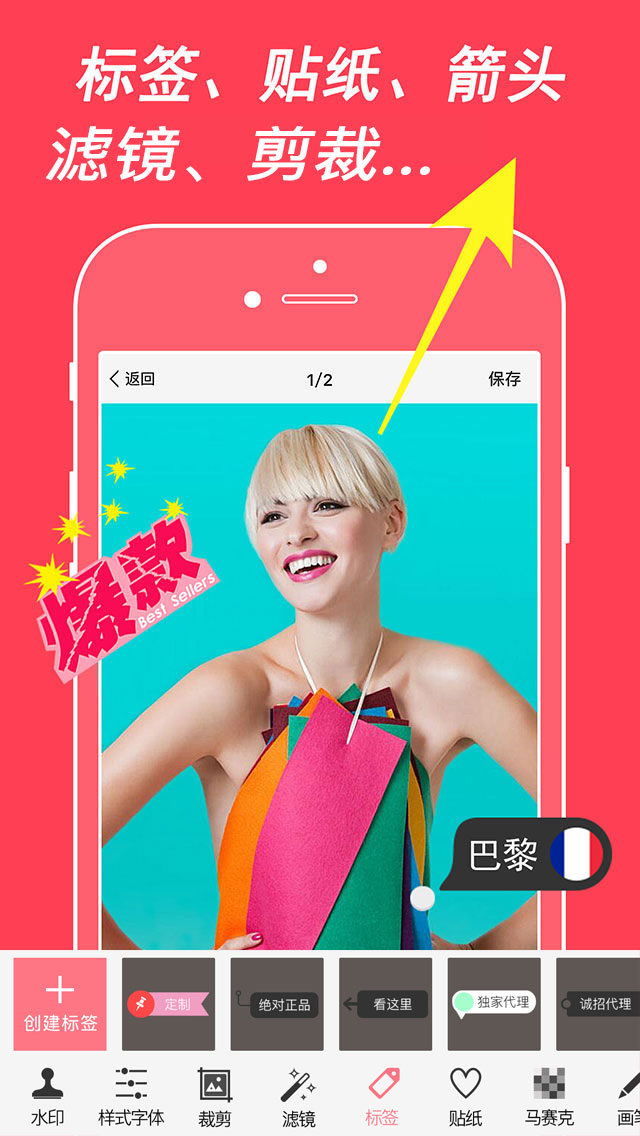 标签、贴纸、箭头
滤镜、剪裁...
返回
1/2
保存
爆款
Best Sellers
巴黎
创建标签
定制
绝对正品
看这里
独家代理
诚招代理
水印
样式字体
裁剪
滤镜
标签
贴纸
马赛克
画笔